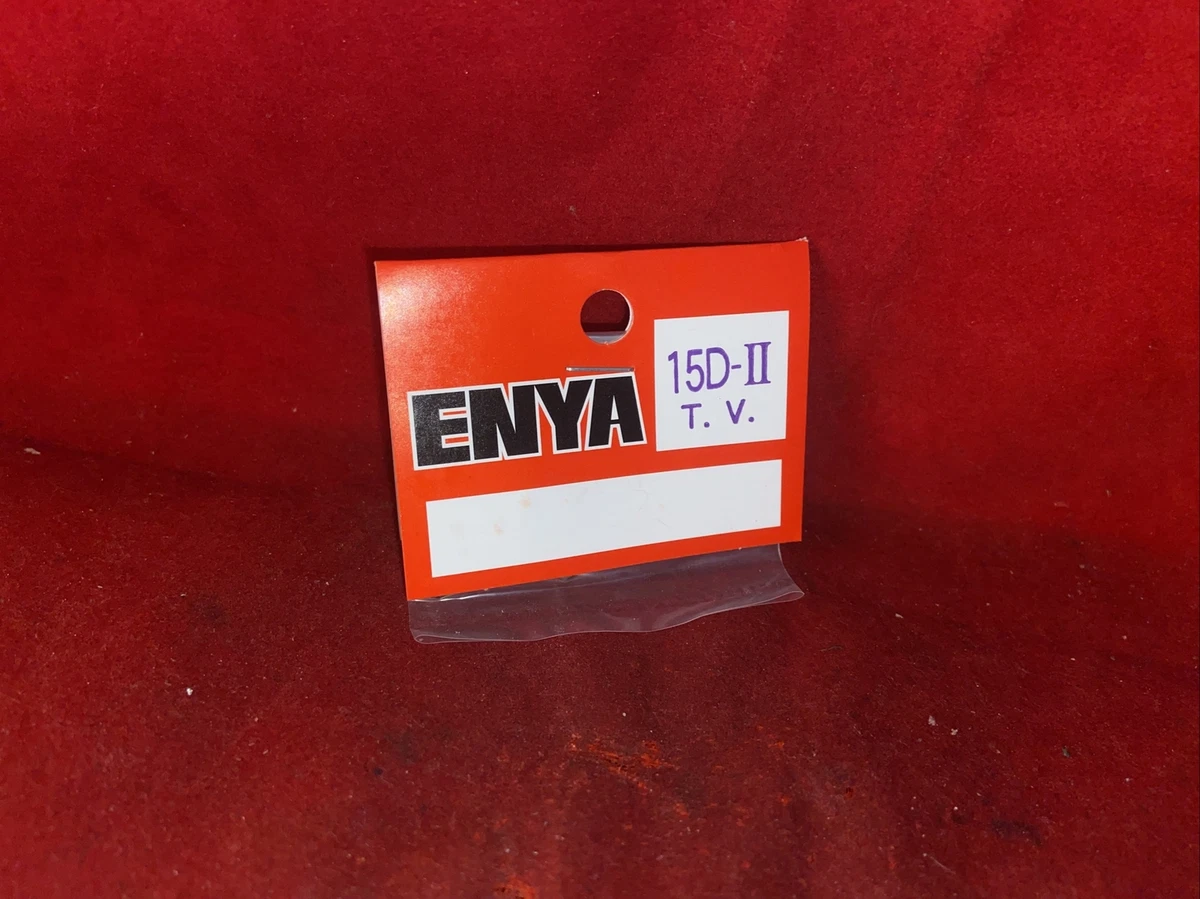 ENYA
15D-II
T. V.